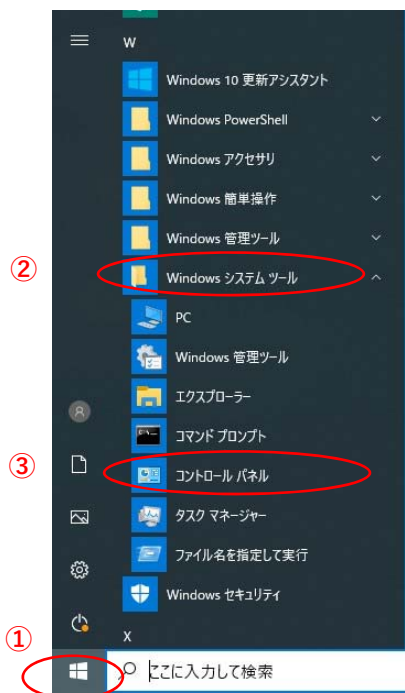 W
Windows 10 更新アシスタント
Windows PowerShell
Windows アクセサリ
Windows 簡単操作
Windows 管理ツール
②
Windows システム ツール
PC
Windows 管理ツール
エクスプローラー
コマンド プロンプト
③
コントロール パネル
タスク マネージャー
ファイル名を指定して実行
Windows セキュリティ
X
①
ここに入力して検索